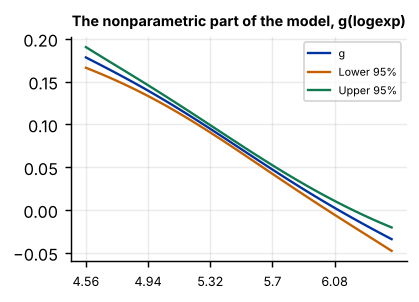 The nonparametric part of the model, g(logexp)
0.20
0.15
0.10
0.05
0.00
−0.05
4.56 4.94 5.32 5.7 6.08
g
Lower 95%
Upper 95%